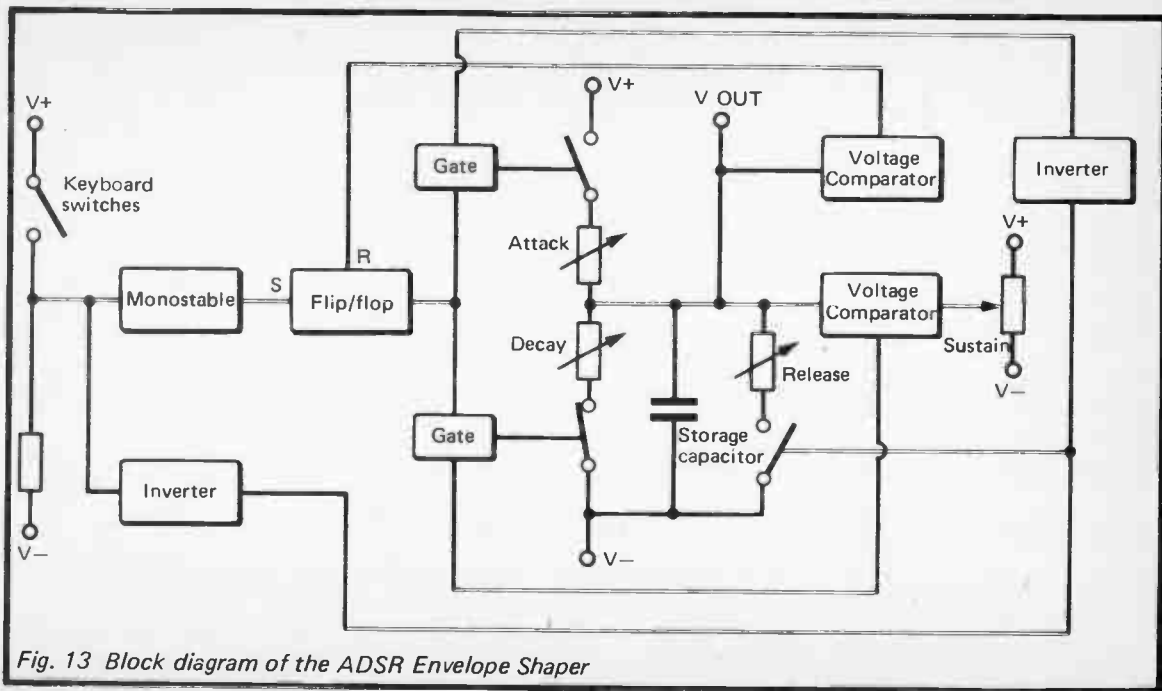 V+
Keyboard
switches
V−
Monostable
Inverter
S
R
Flip/flop
Gate
Gate
V+
Attack
Decay
V−
V OUT
Storage
capacitor
Release
Voltage
Comparator
Voltage
Comparator
Inverter
V+
Sustain
V−
Fig. 13 Block diagram of the ADSR Envelope Shaper